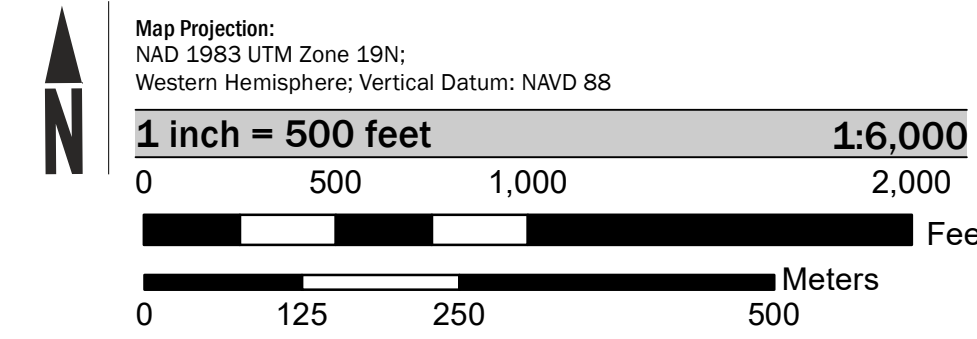 N
Map Projection:
NAD 1983 UTM Zone 19N;
Western Hemisphere; Vertical Datum: NAVD 88
1 inch = 500 feet 1:6,000
0 500 1,000 2,000
Fee
Meters
0 125 250 500